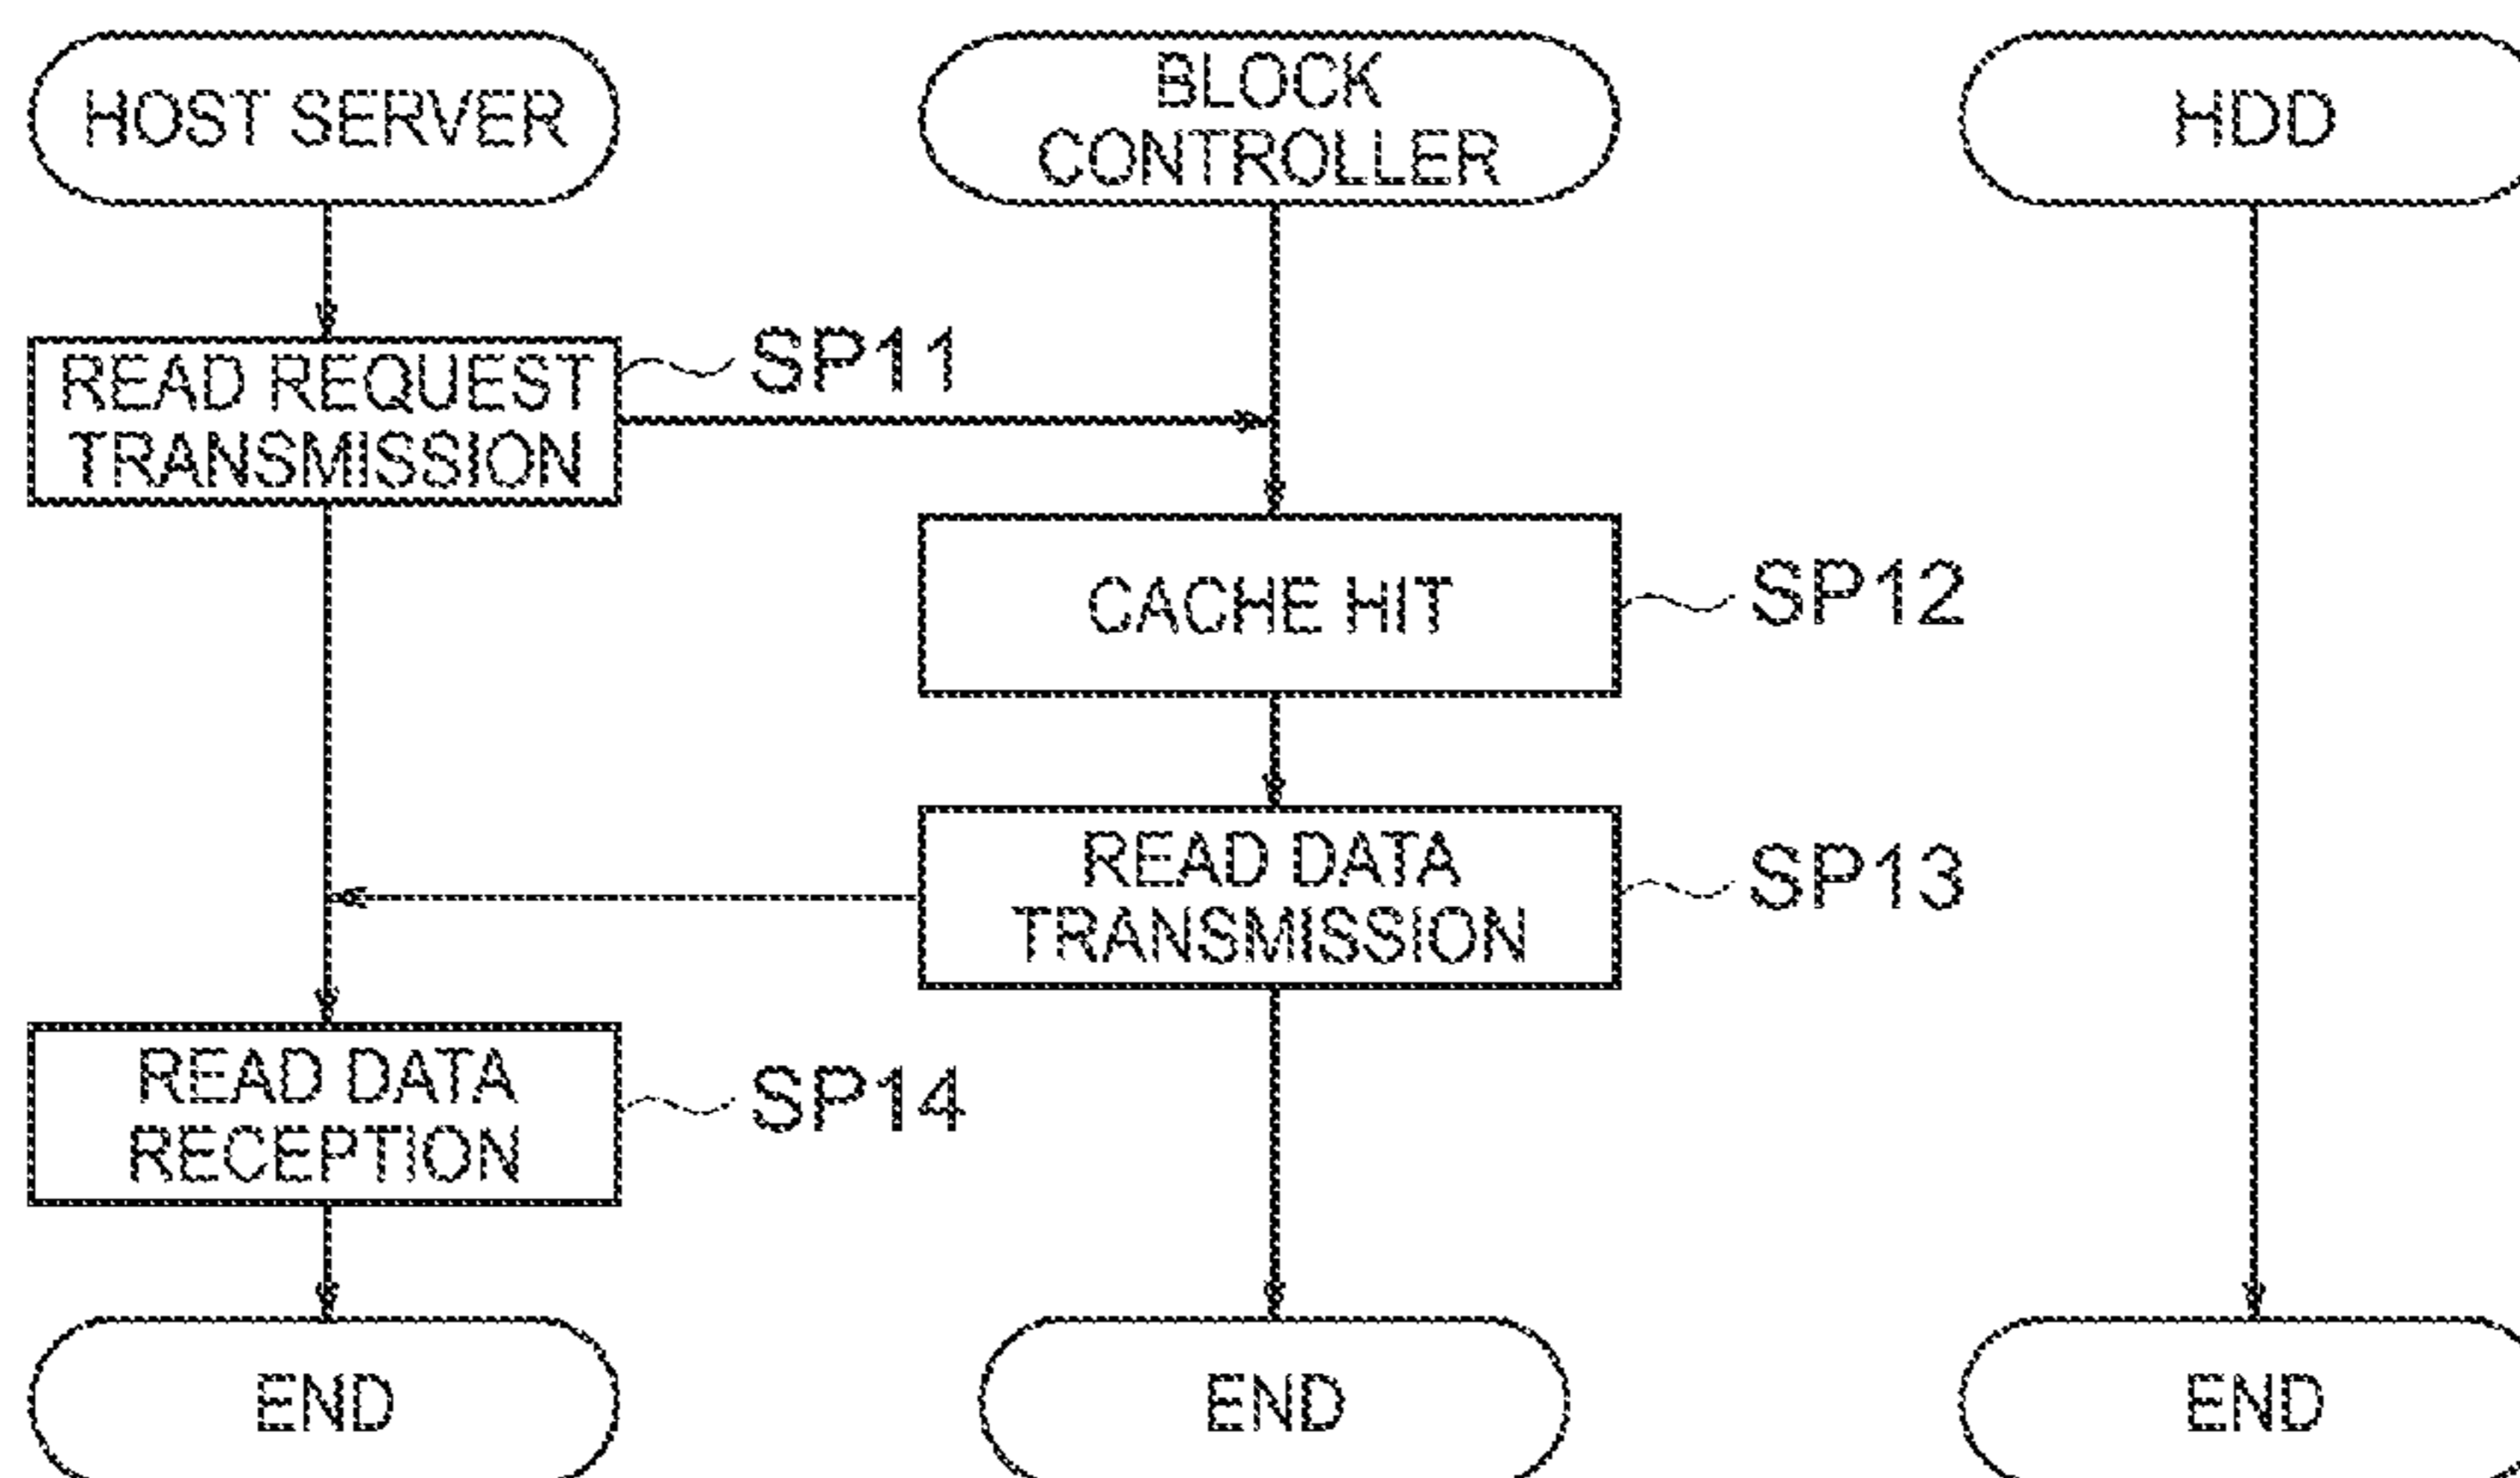 HOST SERVER
BLOCK
CONTROLLER
HDD
READ REQUEST
TRANSMISSION
SP11
CACHE HIT
SP12
READ DATA
TRANSMISSION
SP13
READ DATA
RECEPTION
SP14
END
END
END